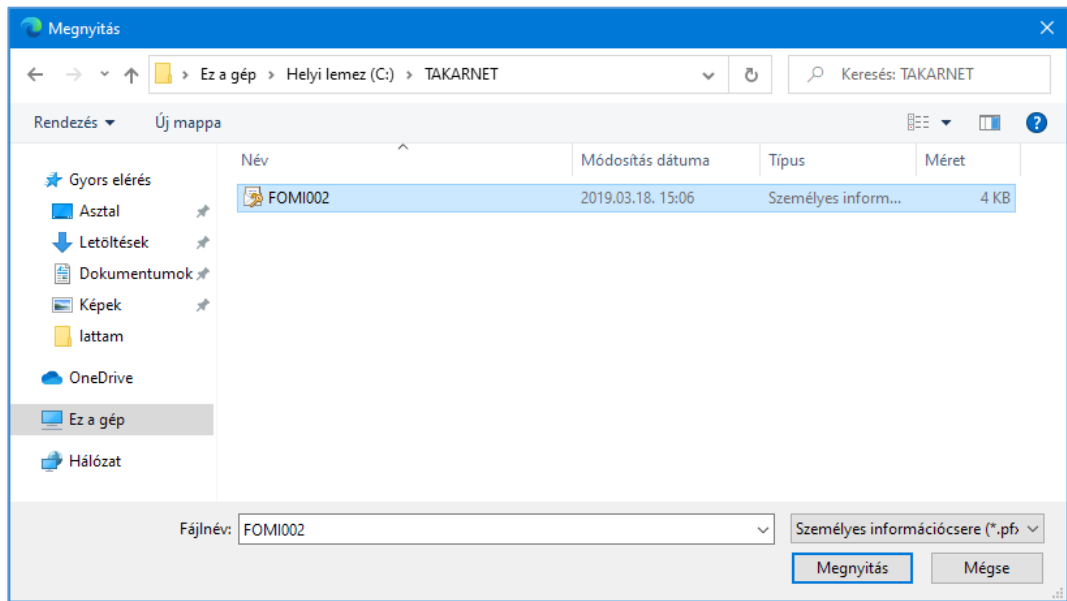 Megnyitás
Ez a gép > Helyi lemez (C:) > TAKARNET
Keresés: TAKARNET
Rendezés Új mappa
Név Módosítás dátuma Típus Méret
FOMI002 2019.03.18. 15:06 Személyes inform... 4 KB
Gyors elérés
Asztal
Letöltések
Dokumentumok
Képek
lattam
OneDrive
Ez a gép
Hálózat
Fájlnév: FOMI002 Személyes információcsere (*.pfx
Megnyitás Mégse